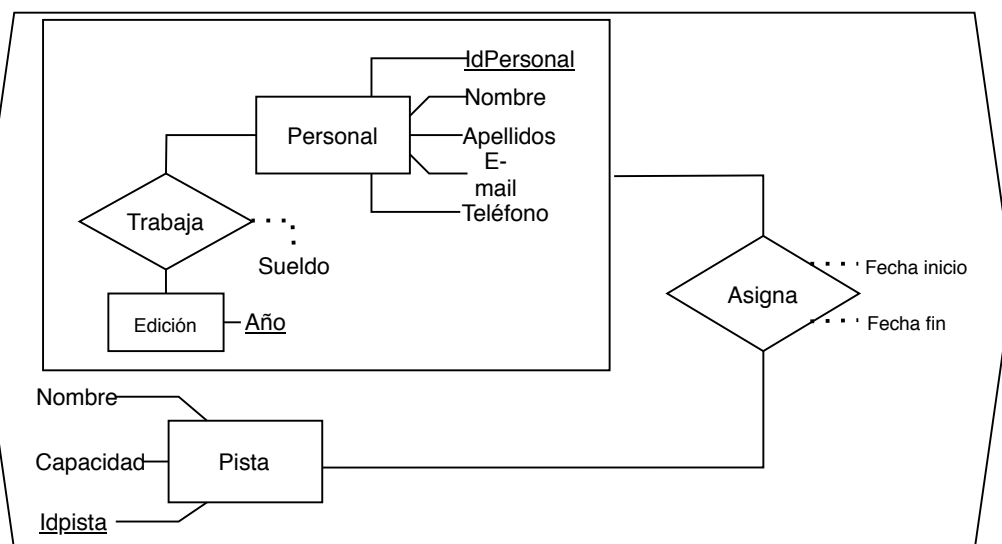 IdPersonal
Nombre
Personal
Apellidos
E-
mail
Teléfono
Trabaja
Sueldo
Edición
Año
Fecha inicio
Asigna
Fecha fin
Nombre
Capacidad
Pista
Idpista